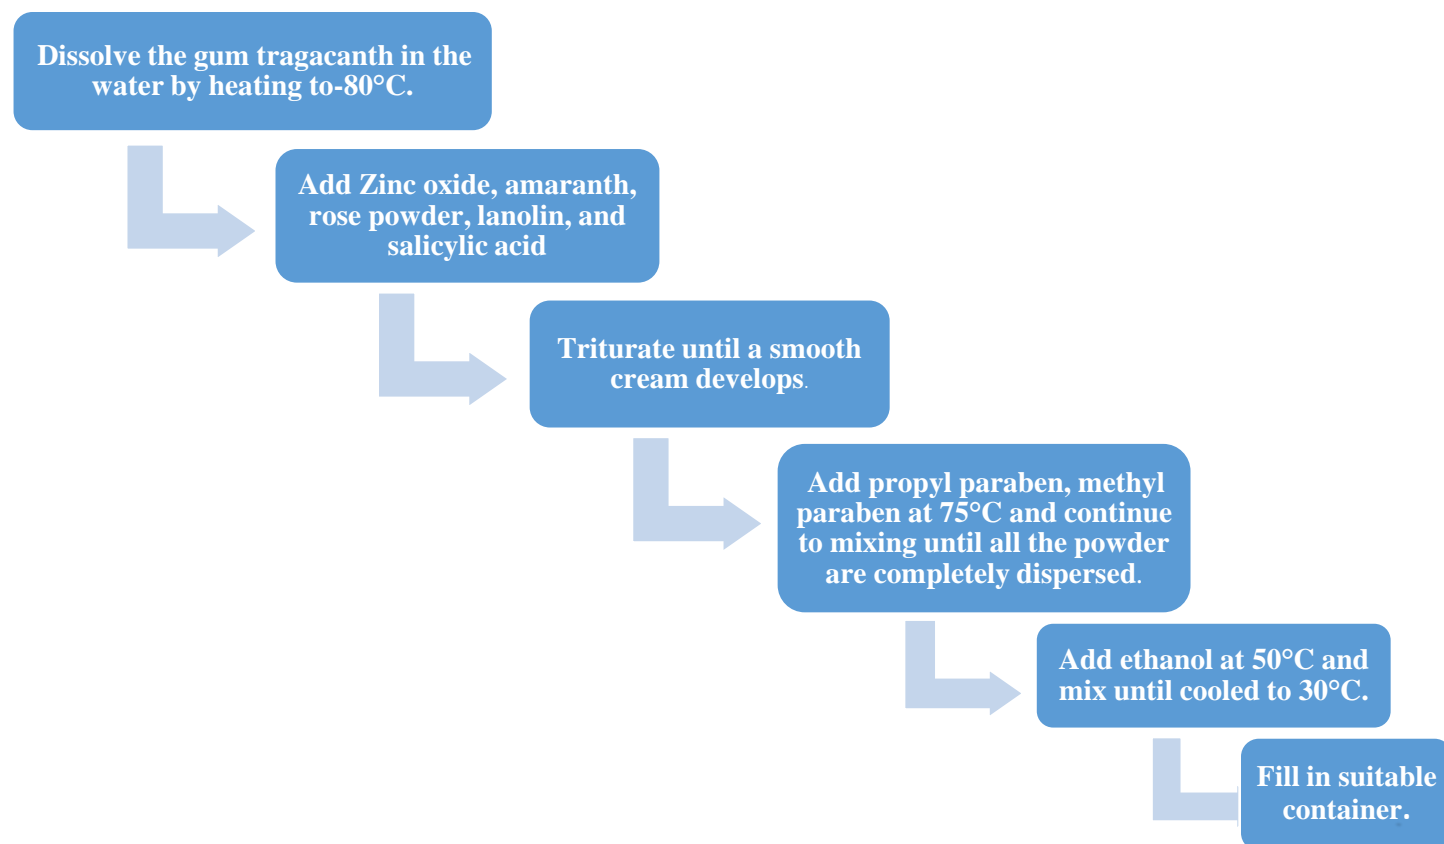 Dissolve the gum tragacanth in the
water by heating to-80°C.
Add Zinc oxide, amaranth,
rose powder, lanolin, and
salicylic acid
Triturate until a smooth
cream develops.
Add propyl paraben, methyl
paraben at 75°C and continue
to mixing until all the powder
are completely dispersed.
Add ethanol at 50°C and
mix until cooled to 30°C.
Fill in suitable
container.